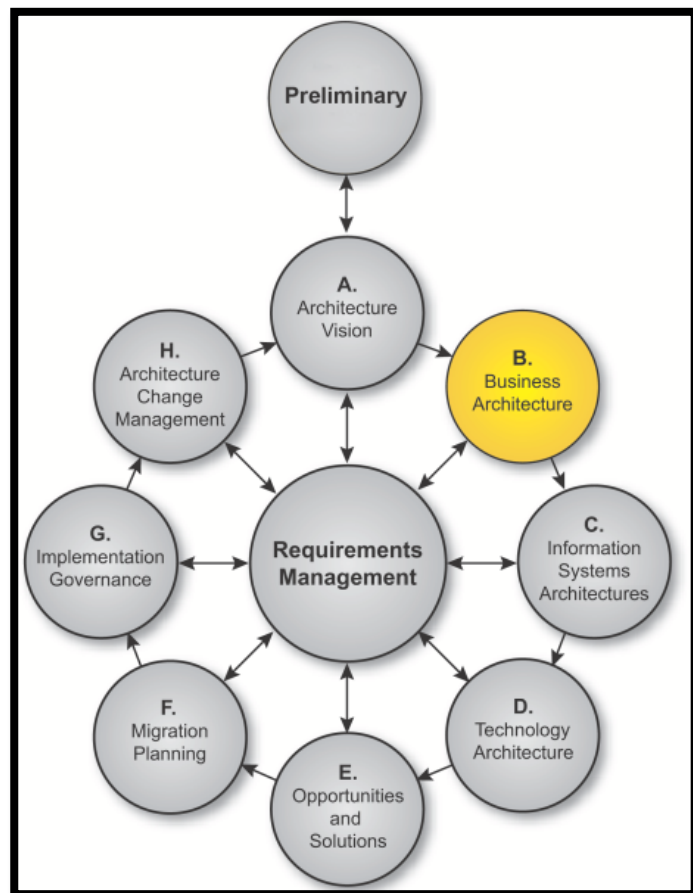 Preliminary
A.
Architecture
Vision
B.
Business
Architecture
C.
Information
Systems
Architectures
D.
Technology
Architecture
E.
Opportunities
and
Solutions
F.
Migration
Planning
G.
Implementation
Governance
H.
Architecture
Change
Management
Requirements
Management